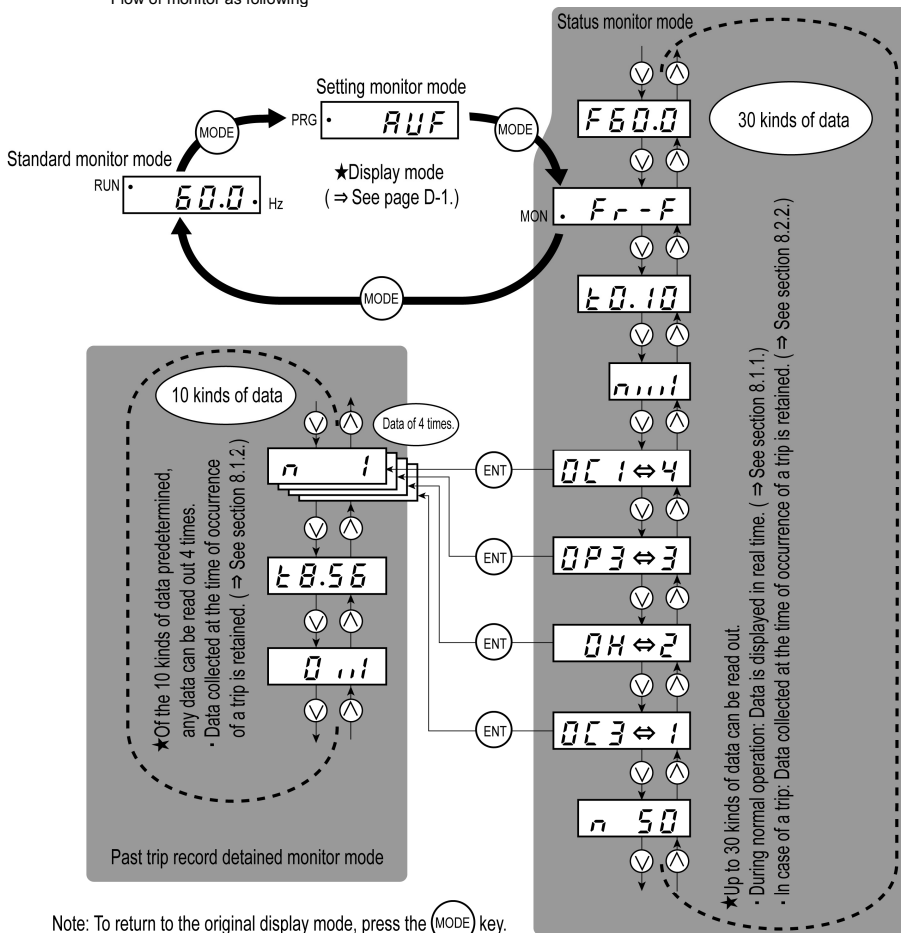 Flow of monitor as following
Status monitor mode
Setting monitor mode
PRG AUF
MODE
MODE
Standard monitor mode
RUN 60.0 Hz
★Display mode
( ⇒ See page D-1.)
MODE
F60.0
30 kinds of data
MON Fr-F
t0.10
10 kinds of data
Data of 4 times.
n 1
ENT
OC1⇔4
t8.56
ENT
OP3⇔3
ENT
OH⇔2
ENT
OC3⇔1
n 50
★Of the 10 kinds of data predetermined,
any data can be read out 4 times.
· Data collected at the time of occurrence
of a trip is retained. ( ⇒ See section 8.1.2.)
Past trip record detained monitor mode
★Up to 30 kinds of data can be read out.
· During normal operation: Data is displayed in real time. ( ⇒ See section 8.1.1.)
· In case of a trip: Data collected at the time of occurrence of a trip is retained. ( ⇒ See section 8.2.2.)
Note: To return to the original display mode, press the MODE key.